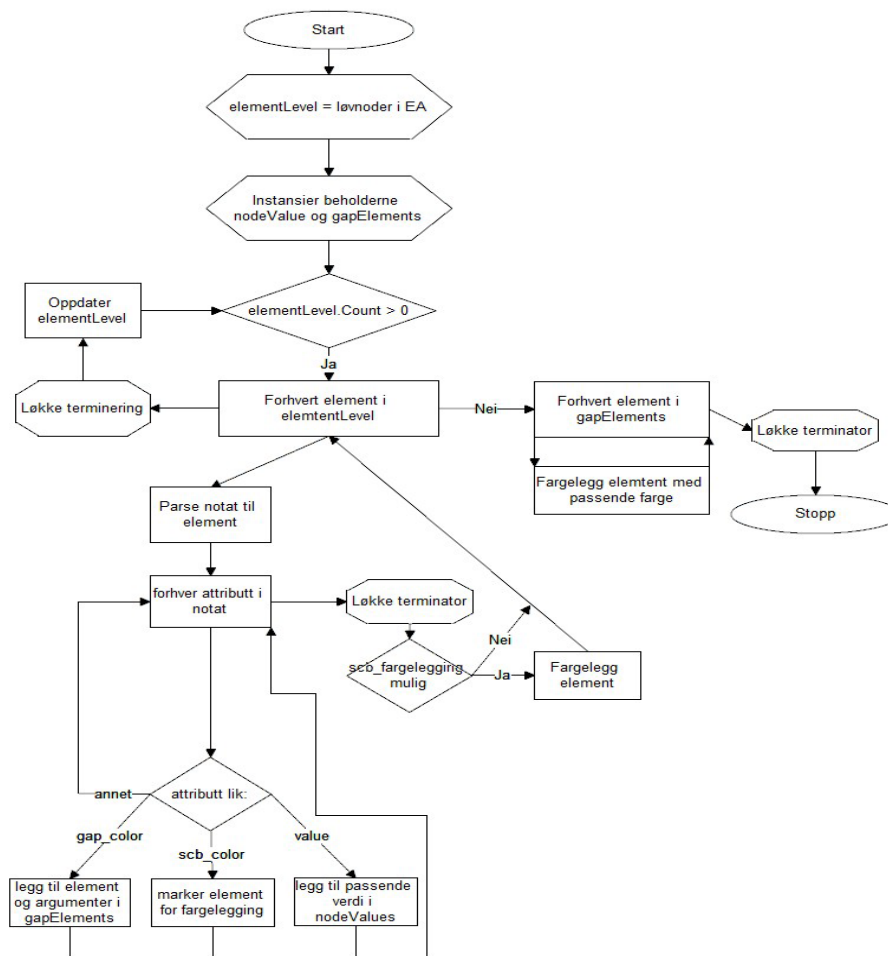 Start
elementLevel = løvnoder i EA
Instansier beholderne
nodeValue og gapElements
Oppdater
elementLevel
elementLevel.Count > 0
Ja
Løkke terminering
Forhvert element i
elemtentLevel
Nei
Forhvert element i
gapElements
Løkke terminator
Fargelegg elemtent med
passende farge
Stopp
Parse notat til
element
forhver attributt i
notat
Løkke terminator
Nei
scb_fargelegging
mulig
Ja
Fargelegg
element
annet
attributt lik:
gap_color
scb_color
value
legg til element
og argumenter i
gapElements
marker element
for fargelegging
legg til passende
verdi i
nodeValues